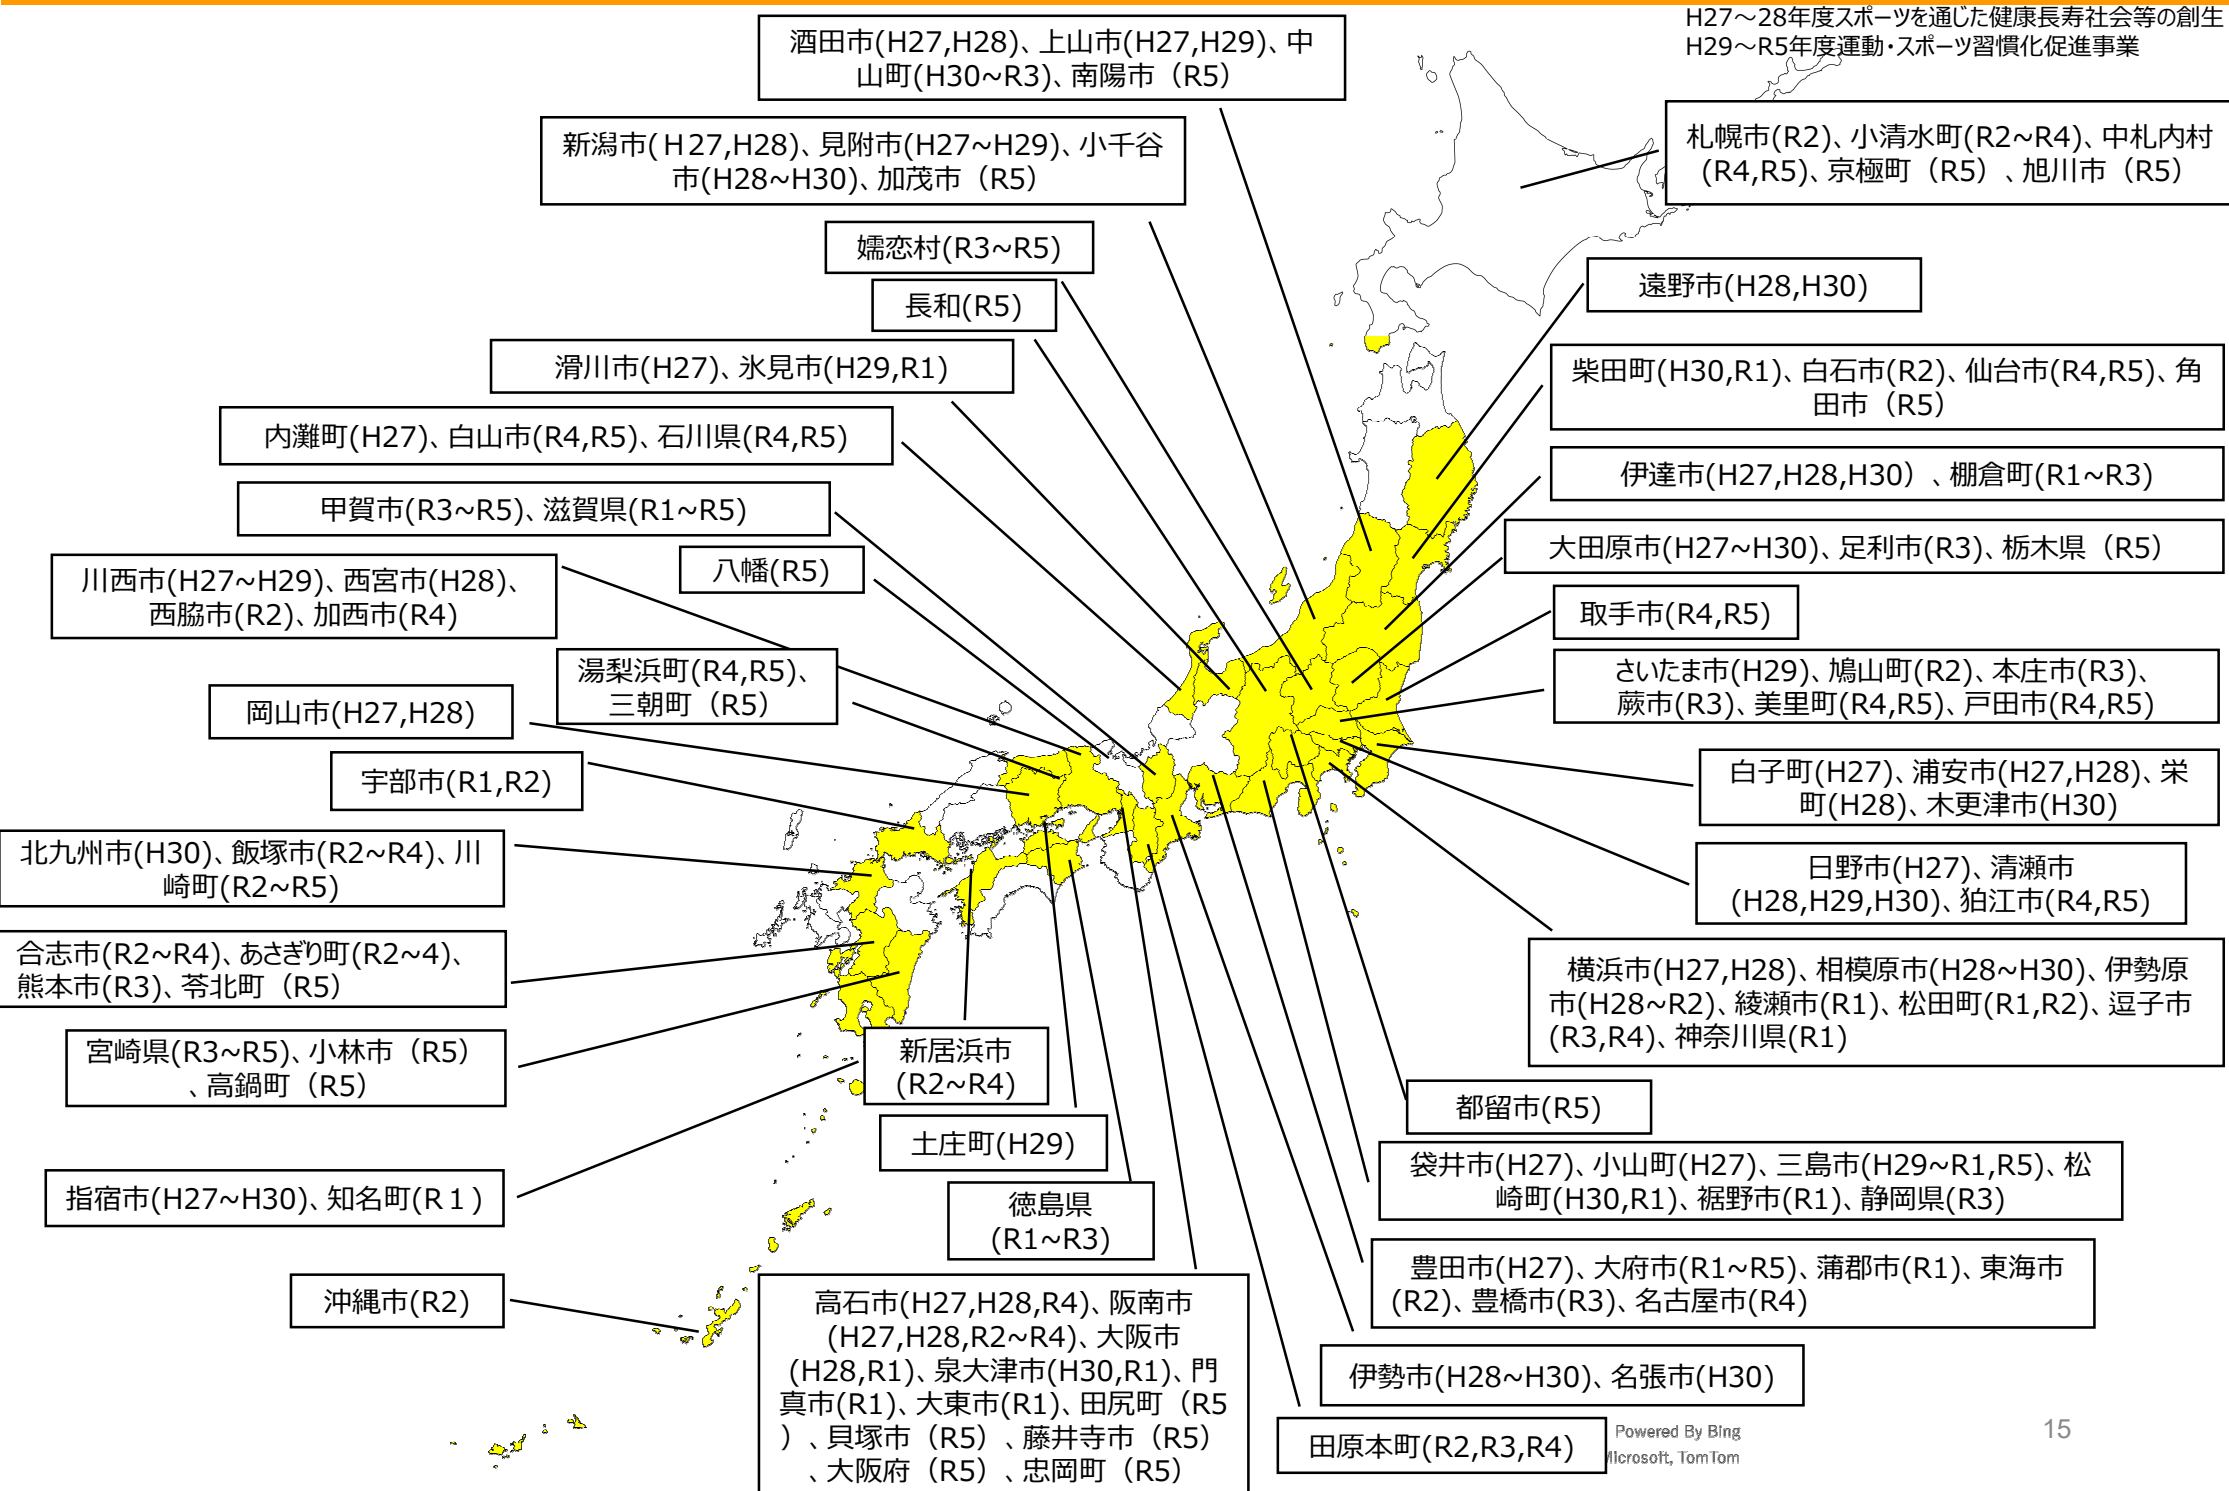 H27～28年度スポーツを通じた健康長寿社会等の創生
H29～R5年度運動・スポーツ習慣化促進事業
酒田市(H27,H28)、上山市(H27,H29)、中
山町(H30~R3)、南陽市（R5）
新潟市(Ｈ27,H28)、見附市(H27~H29)、小千谷
市(H28~H30)、加茂市（R5）
札幌市(R2)、小清水町(R2~R4)、中札内村
(R4,R5)、京極町（R5）、旭川市（R5）
嬬恋村(R3~R5)
遠野市(H28,H30)
長和(R5)
滑川市(H27)、氷見市(H29,R1)
柴田町(H30,R1)、白石市(R2)、仙台市(R4,R5)、角
田市（R5）
内灘町(H27)、白山市(R4,R5)、石川県(R4,R5)
伊達市(H27,H28,H30）、棚倉町(R1~R3)
甲賀市(R3~R5)、滋賀県(R1~R5)
大田原市(H27~H30)、足利市(R3)、栃木県（R5）
川西市(H27~H29)、西宮市(H28)、
西脇市(R2)、加西市(R4)
八幡(R5)
取手市(R4,R5)
湯梨浜町(R4,R5)、
三朝町（R5）
さいたま市(H29)、鳩山町(R2)、本庄市(R3)、
蕨市(R3)、美里町(R4,R5)、戸田市(R4,R5)
岡山市(H27,H28)
宇部市(R1,R2)
白子町(H27)、浦安市(H27,H28)、栄
町(H28)、木更津市(H30)
北九州市(H30)、飯塚市(R2~R4)、川
崎町(R2~R5)
日野市(H27)、清瀬市
(H28,H29,H30)、狛江市(R4,R5)
合志市(R2~R4)、あさぎり町(R2~4)、
熊本市(R3)、苓北町（R5）
横浜市(H27,H28)、相模原市(H28~H30)、伊勢原
市(H28~R2)、綾瀬市(R1)、松田町(R1,R2)、逗子市
(R3,R4)、神奈川県(R1)
宮崎県(R3~R5)、小林市（R5）
、高鍋町（R5）
新居浜市
(R2~R4)
都留市(R5)
土庄町(H29)
袋井市(H27)、小山町(H27)、三島市(H29~R1,R5)、松
崎町(H30,R1)、裾野市(R1)、静岡県(R3)
指宿市(H27~H30)、知名町(R１)
徳島県
(R1~R3)
豊田市(H27)、大府市(R1~R5)、蒲郡市(R1)、東海市
(R2)、豊橋市(R3)、名古屋市(R4)
沖縄市(R2)
高石市(H27,H28,R4)、阪南市
(H27,H28,R2~R4)、大阪市
(H28,R1)、泉大津市(H30,R1)、門
真市(R1)、大東市(R1)、田尻町（R5
）、貝塚市（R5）、藤井寺市（R5）
、大阪府（R5）、忠岡町（R5）
伊勢市(H28~H30)、名張市(H30)
田原本町(R2,R3,R4)
Powered By Bing
Microsoft, TomTom
15